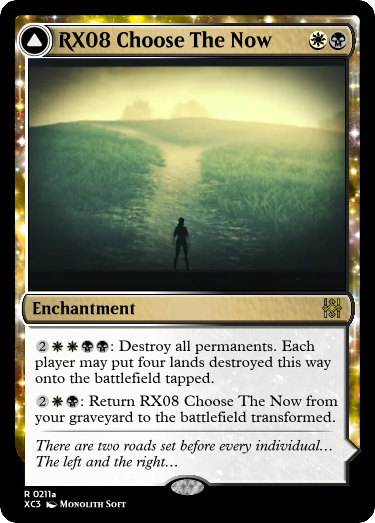 RX08 Choose The Now
Enchantment
2: Destroy all permanents. Each
player may put four lands destroyed this way
onto the battlefield tapped.
2: Return RX08 Choose The Now from
your graveyard to the battlefield transformed.
There are two roads set before every individual...
The left and the right...
R 0211a
XC3 Monolith Soft